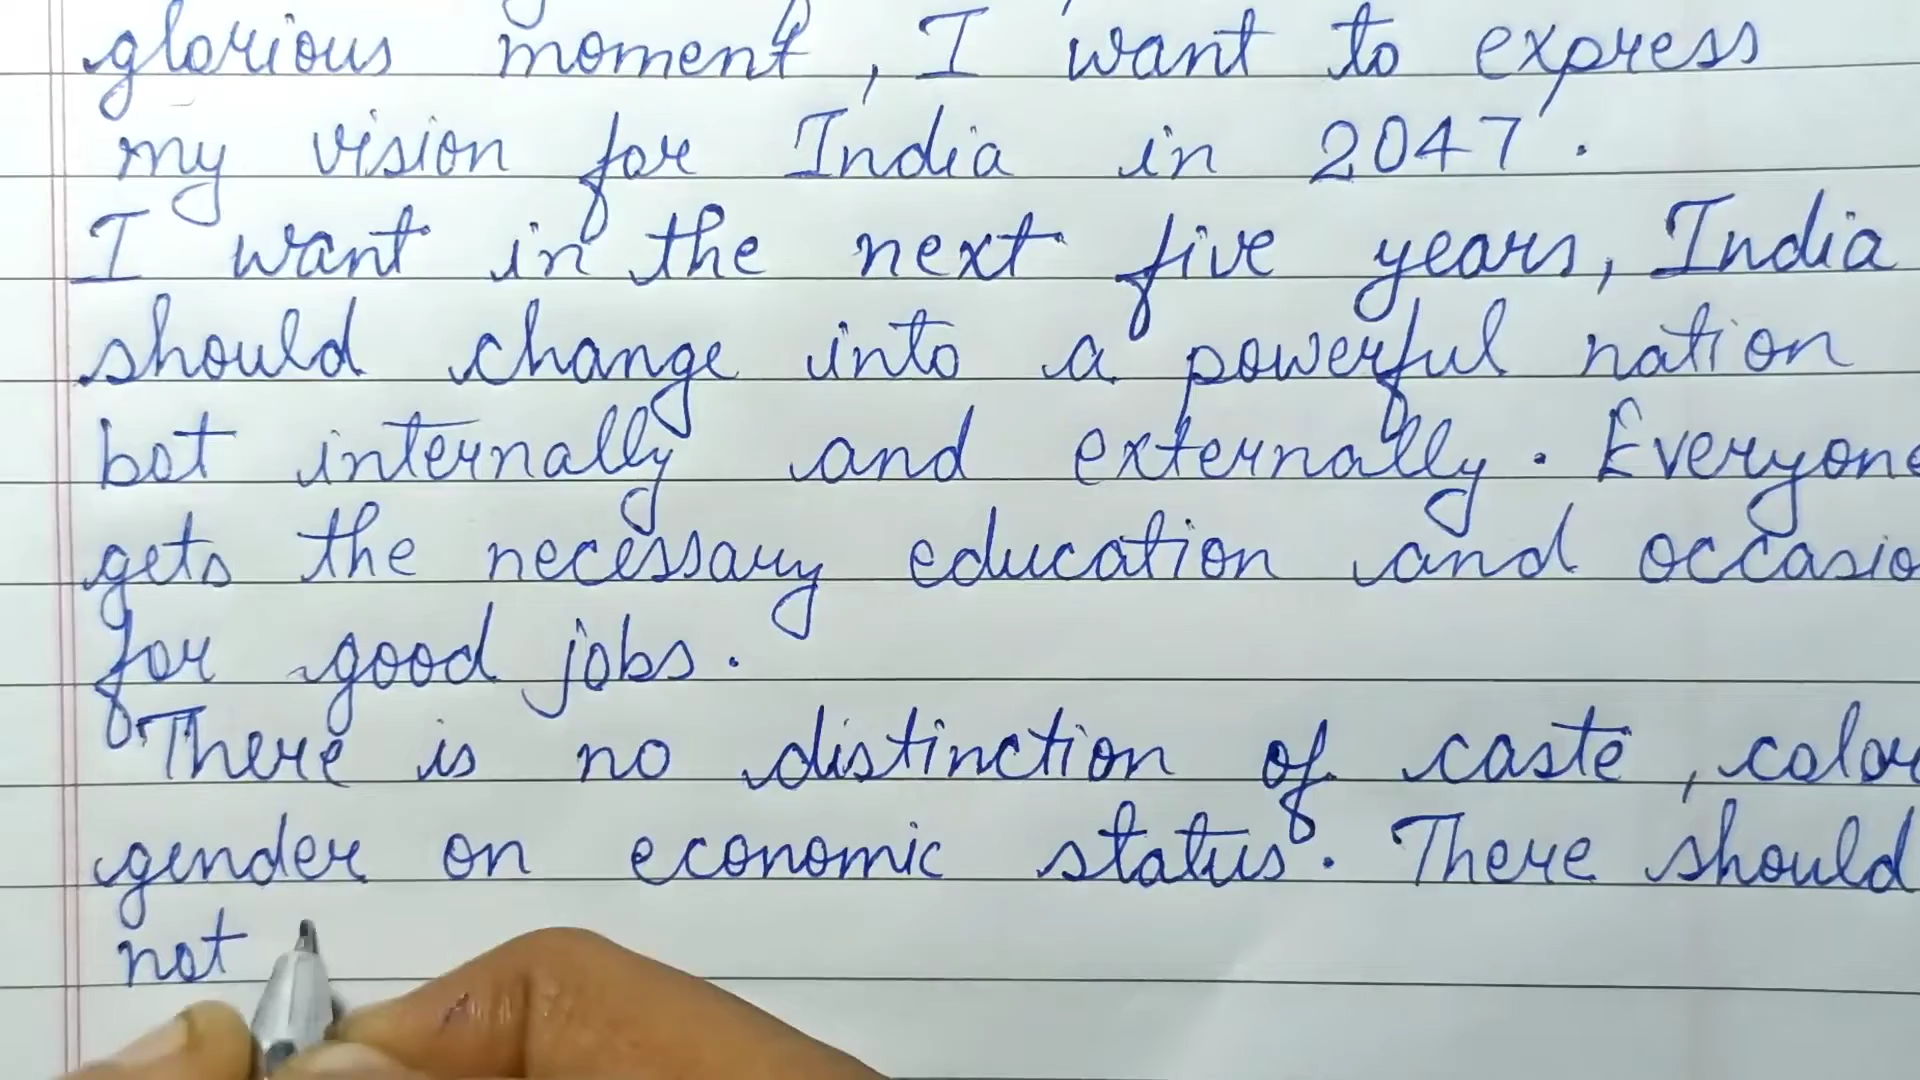 glorious moment, I want to express
my vision for India in 2047.
I want in the next five years, India
should change into a powerful nation
bot internally and externally. Everyone
gets the necessary education and occasio
for good jobs.
There is no distinction of caste, color
gender on economic status. There should
not